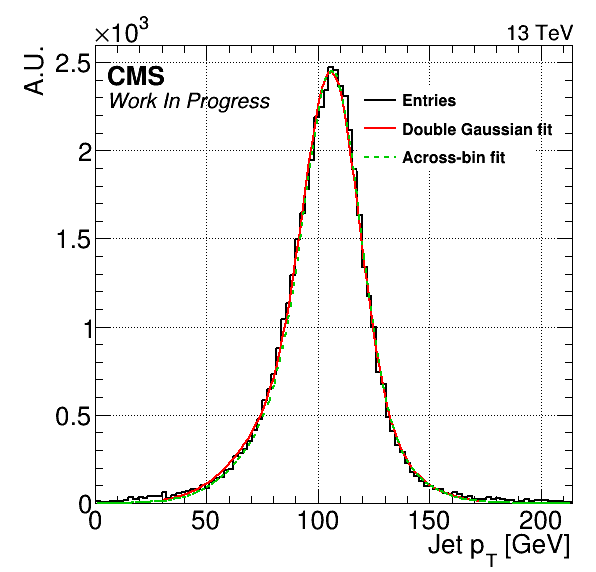 ×10³
13 TeV
A.U.
CMS
Work In Progress
Entries
Double Gaussian fit
Across-bin fit
2.5
2
1.5
1
0.5
0
0 50 100 150 200
Jet p_T [GeV]